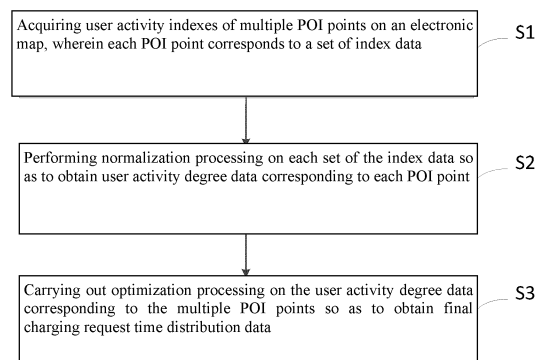 Acquiring user activity indexes of multiple POI points on an electronic
map, wherein each POI point corresponds to a set of index data
S1
Performing normalization processing on each set of the index data so
as to obtain user activity degree data corresponding to each POI point
S2
Carrying out optimization processing on the user activity degree data
corresponding to the multiple POI points so as to obtain final
charging request time distribution data
S3